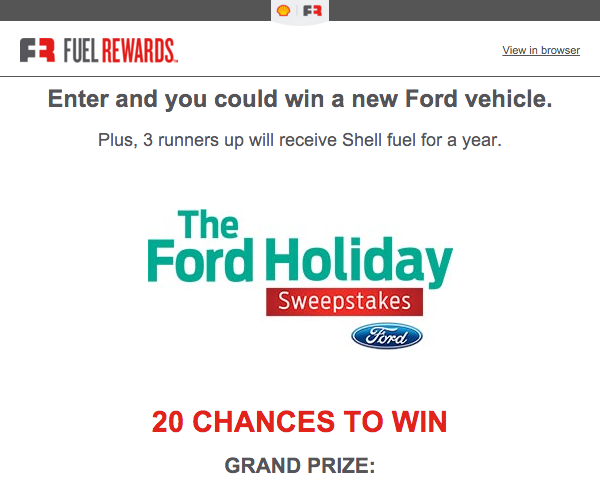 FR
FR FUEL REWARDS™
View in browser
Enter and you could win a new Ford vehicle.
Plus, 3 runners up will receive Shell fuel for a year.
The
Ford Holiday
Sweepstakes
Ford
20 CHANCES TO WIN
GRAND PRIZE: